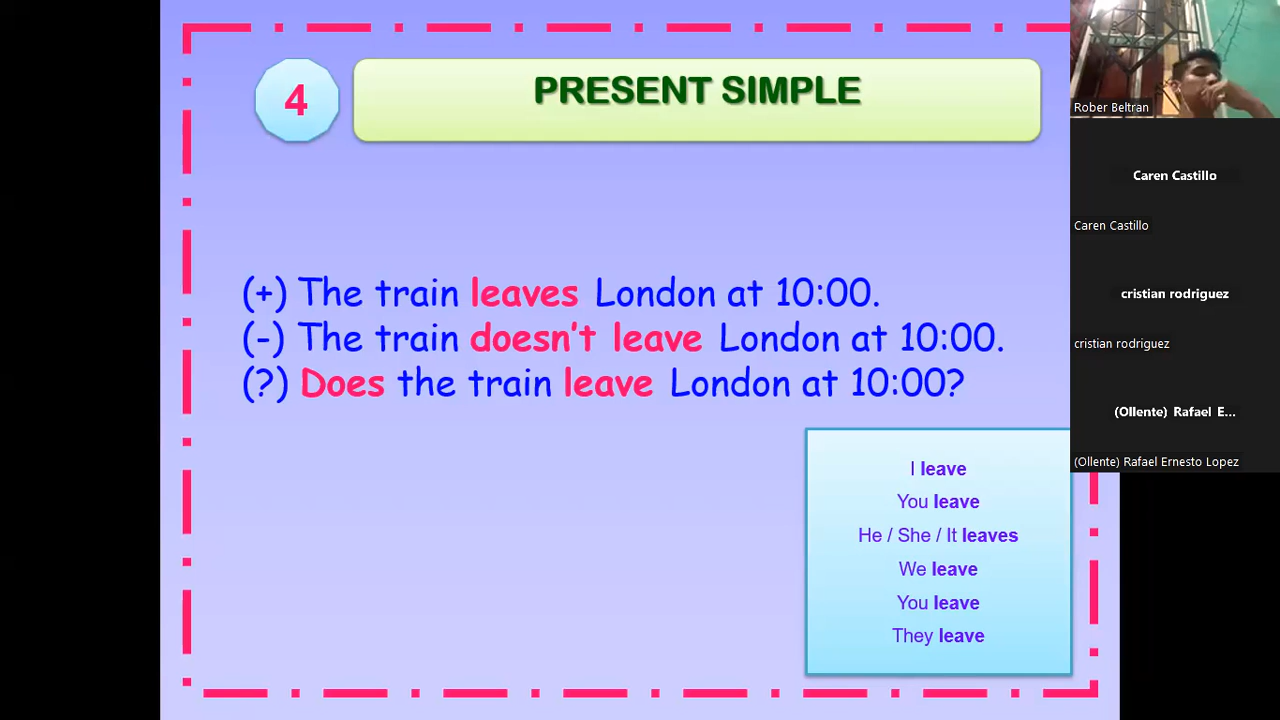 4
PRESENT SIMPLE
(+) The train leaves London at 10:00.
(-) The train doesn’t leave London at 10:00.
(?) Does the train leave London at 10:00?
I leave
You leave
He / She / It leaves
We leave
You leave
They leave
Rober Beltran
Caren Castillo
Caren Castillo
cristian rodriguez
cristian rodriguez
(Ollente) Rafael E...
(Ollente) Rafael Ernesto Lopez